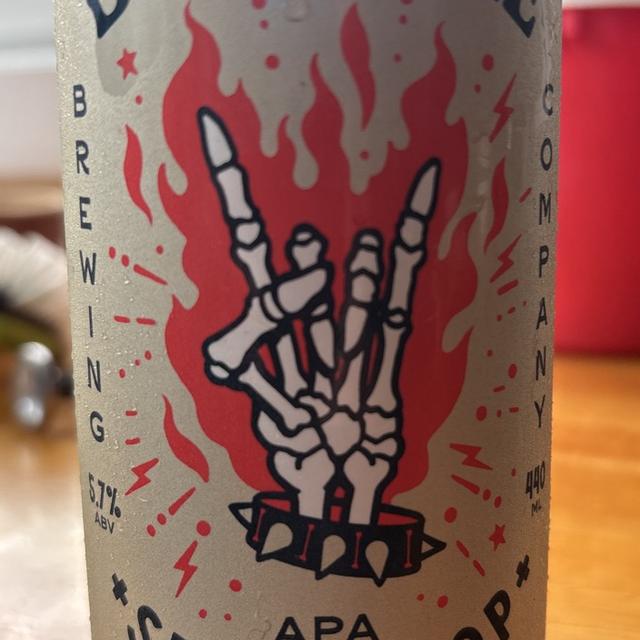 BREWING
COMPANY
5.7%
ABV
440
ML
APA